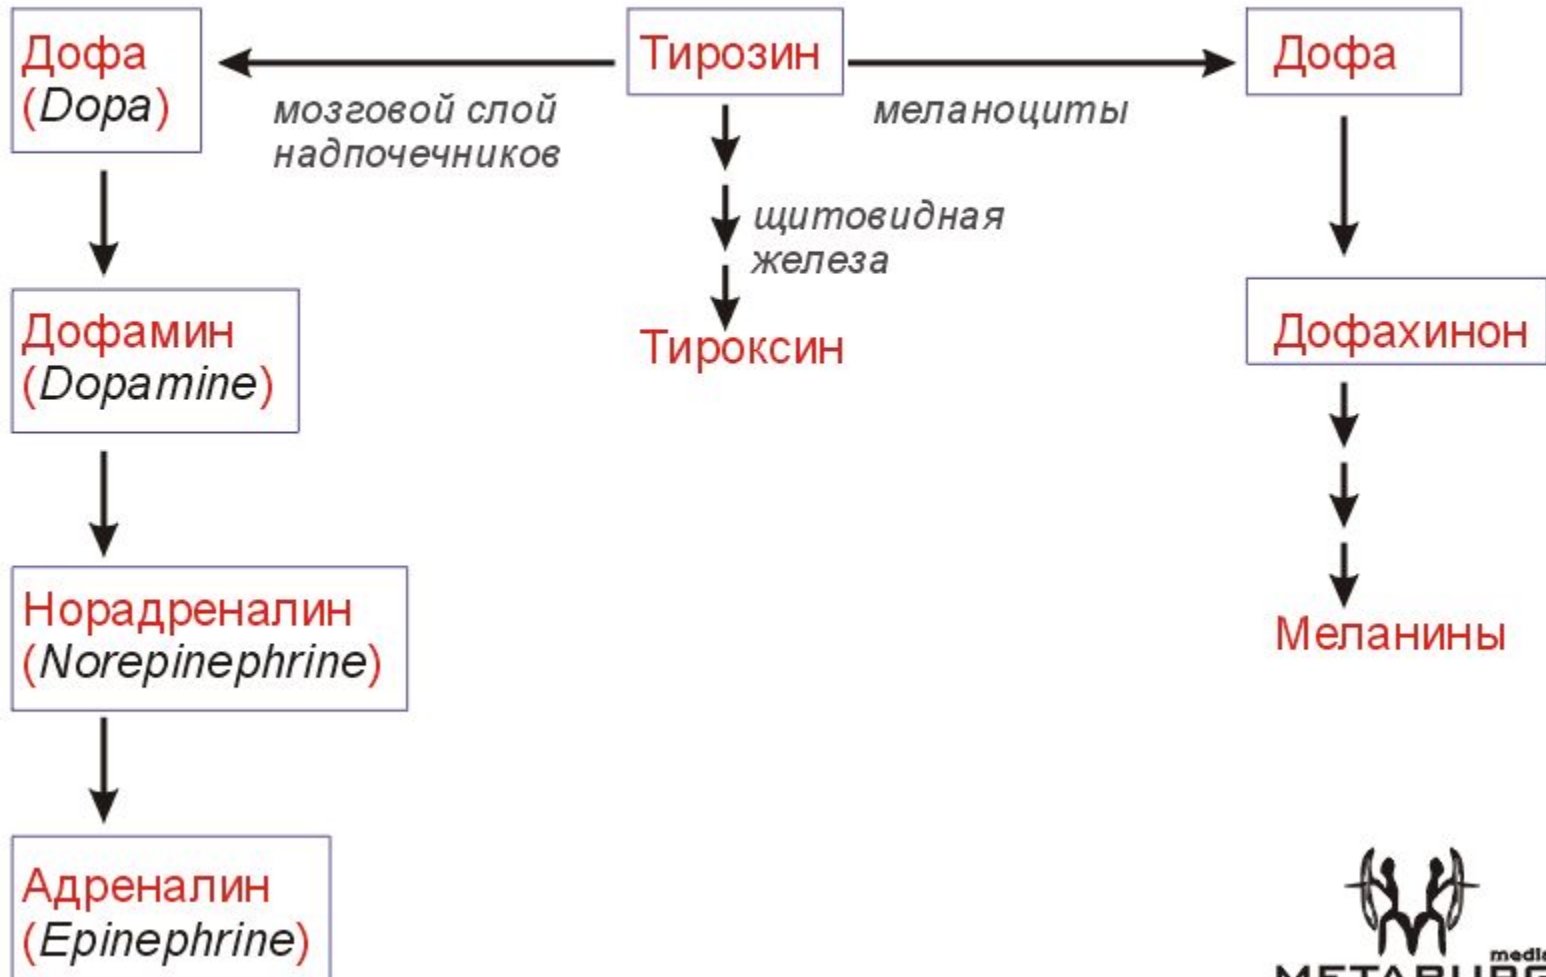 Дофа
(Dopa)
мозговой слой
надпочечников
Тирозин
меланоциты
Дофа
щитовидная
железа
Тироксин
Дофамин
(Dopamine)
Дофахинон
Норадреналин
(Norepinephrine)
Меланины
Адреналин
(Epinephrine)
media